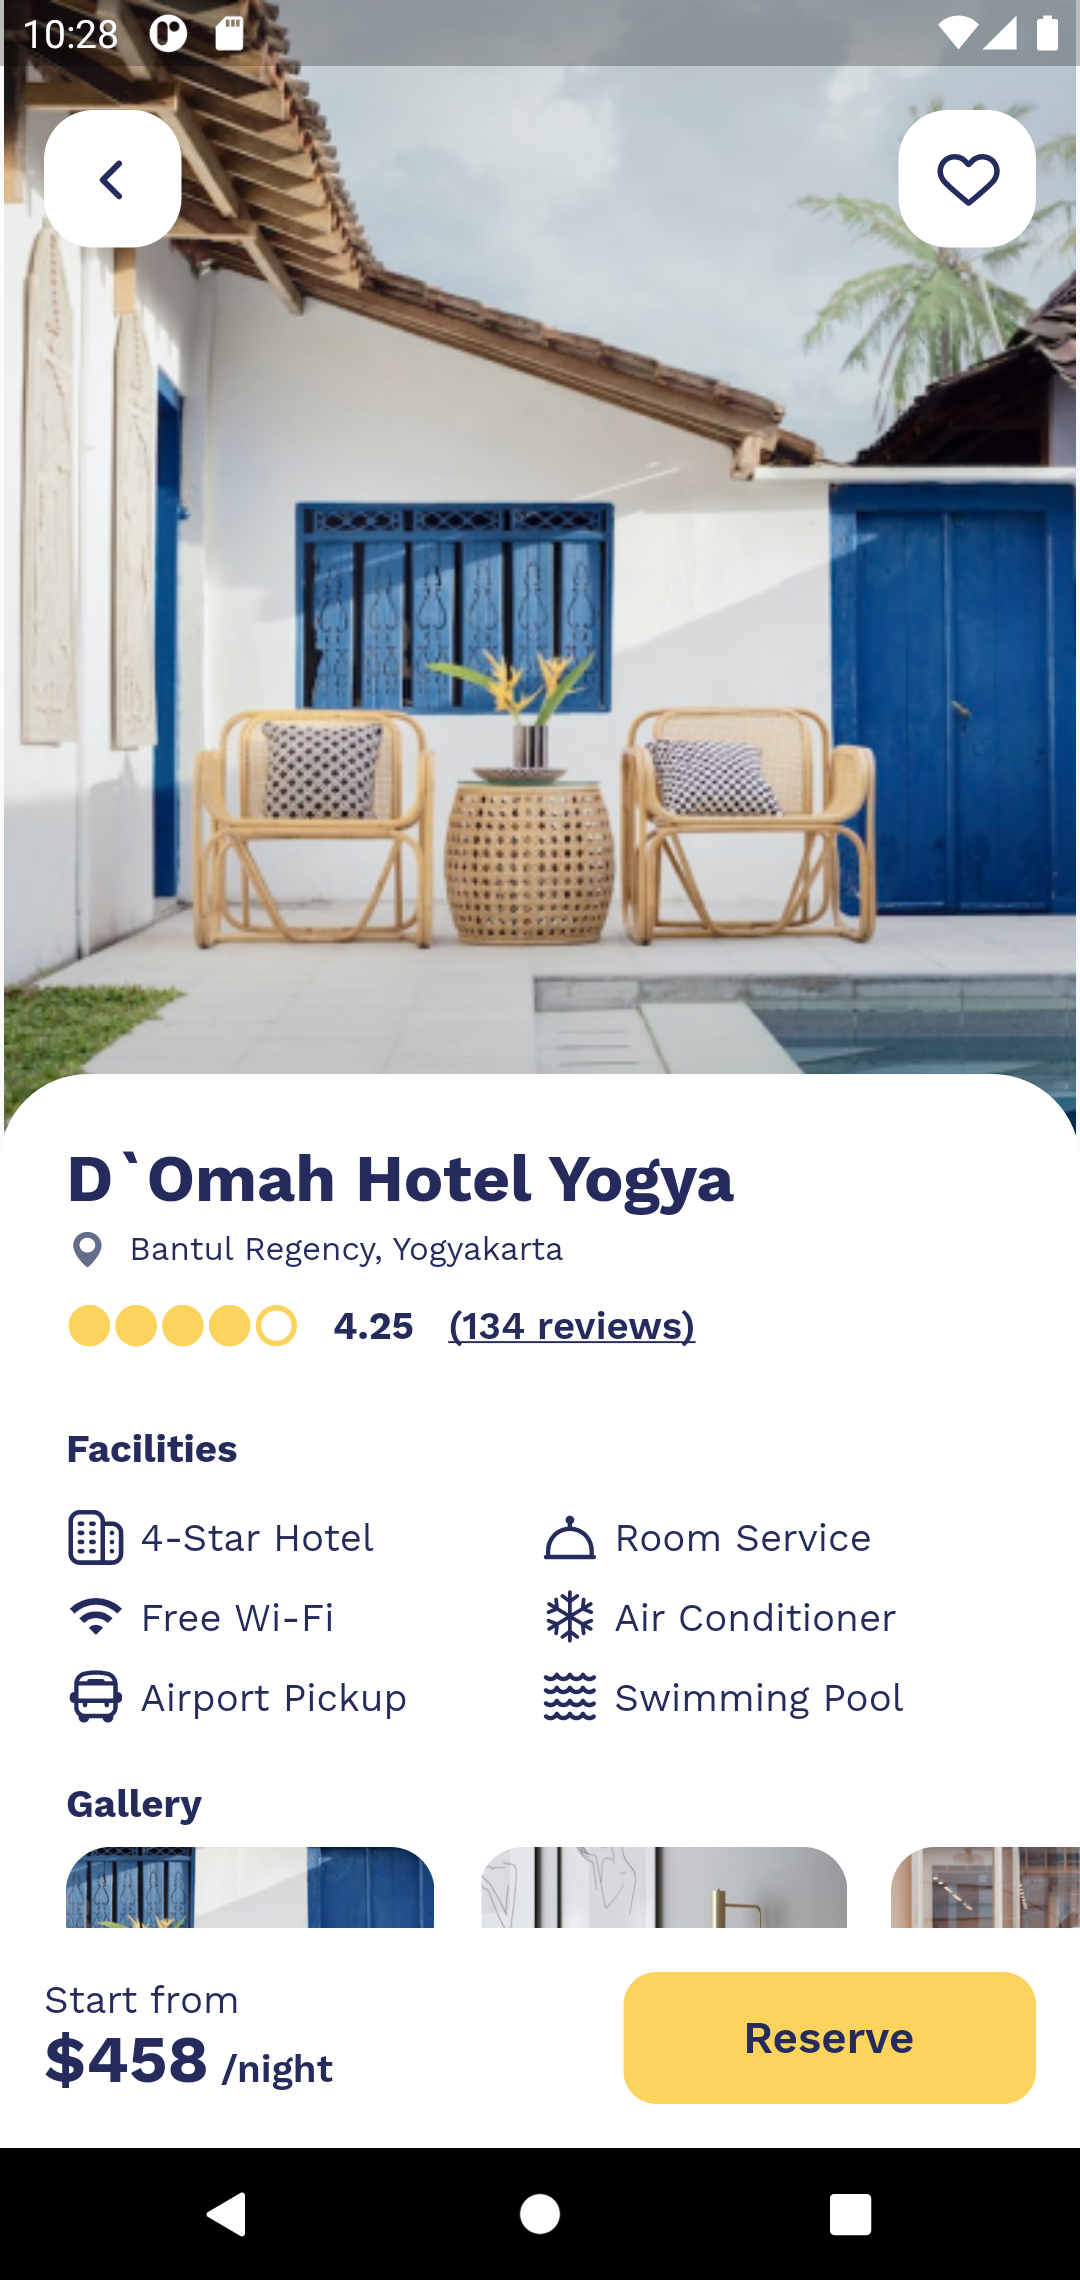 10:28
D`Omah Hotel Yogya
Bantul Regency, Yogyakarta
4.25 (134 reviews)
Facilities
4-Star Hotel
Room Service
Free Wi-Fi
Air Conditioner
Airport Pickup
Swimming Pool
Gallery
Start from
$458 /night
Reserve